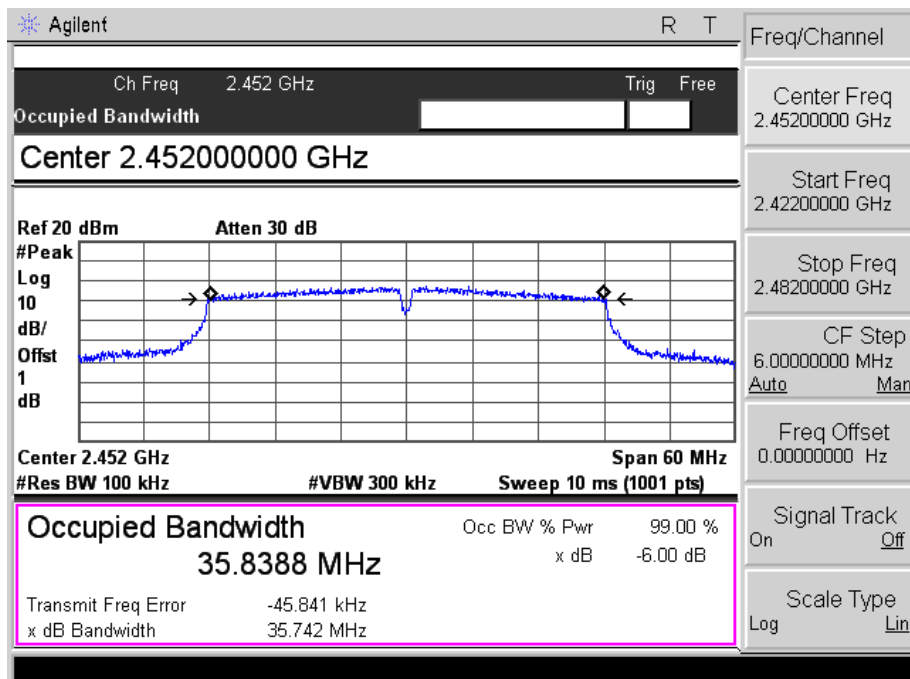 Agilent R T
Freq/Channel
Ch Freq 2.452 GHz Trig Free
Occupied Bandwidth
Center 2.452000000 GHz
Ref 20 dBm Atten 30 dB
#Peak
Log
10
dB/
Offst
1
dB
Center 2.452 GHz Span 60 MHz
#Res BW 100 kHz #VBW 300 kHz Sweep 10 ms (1001 pts)
Occupied Bandwidth Occ BW % Pwr 99.00 %
35.8388 MHz x dB -6.00 dB
Transmit Freq Error -45.841 kHz
x dB Bandwidth 35.742 MHz
Center Freq
2.45200000 GHz
Start Freq
2.42200000 GHz
Stop Freq
2.48200000 GHz
CF Step
6.00000000 MHz
Auto Man
Freq Offset
0.00000000 Hz
Signal Track
On Off
Scale Type
Log Lin